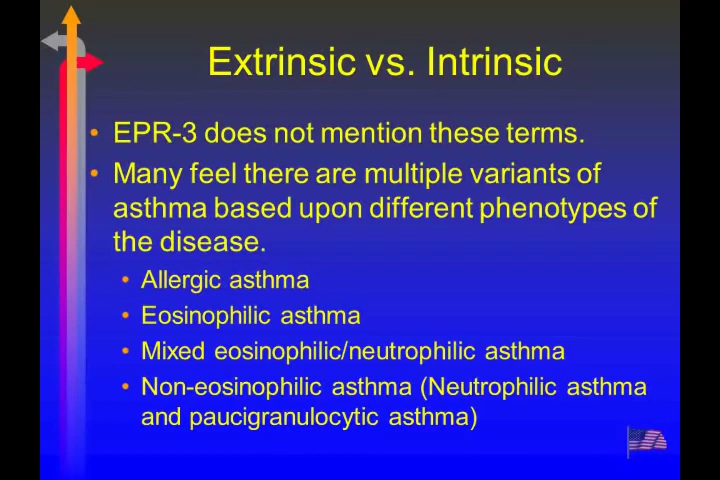 Extrinsic vs. Intrinsic
• EPR-3 does not mention these terms.
• Many feel there are multiple variants of
asthma based upon different phenotypes of
the disease.
• Allergic asthma
• Eosinophilic asthma
• Mixed eosinophilic/neutrophilic asthma
• Non-eosinophilic asthma (Neutrophilic asthma
and paucigranulocytic asthma)